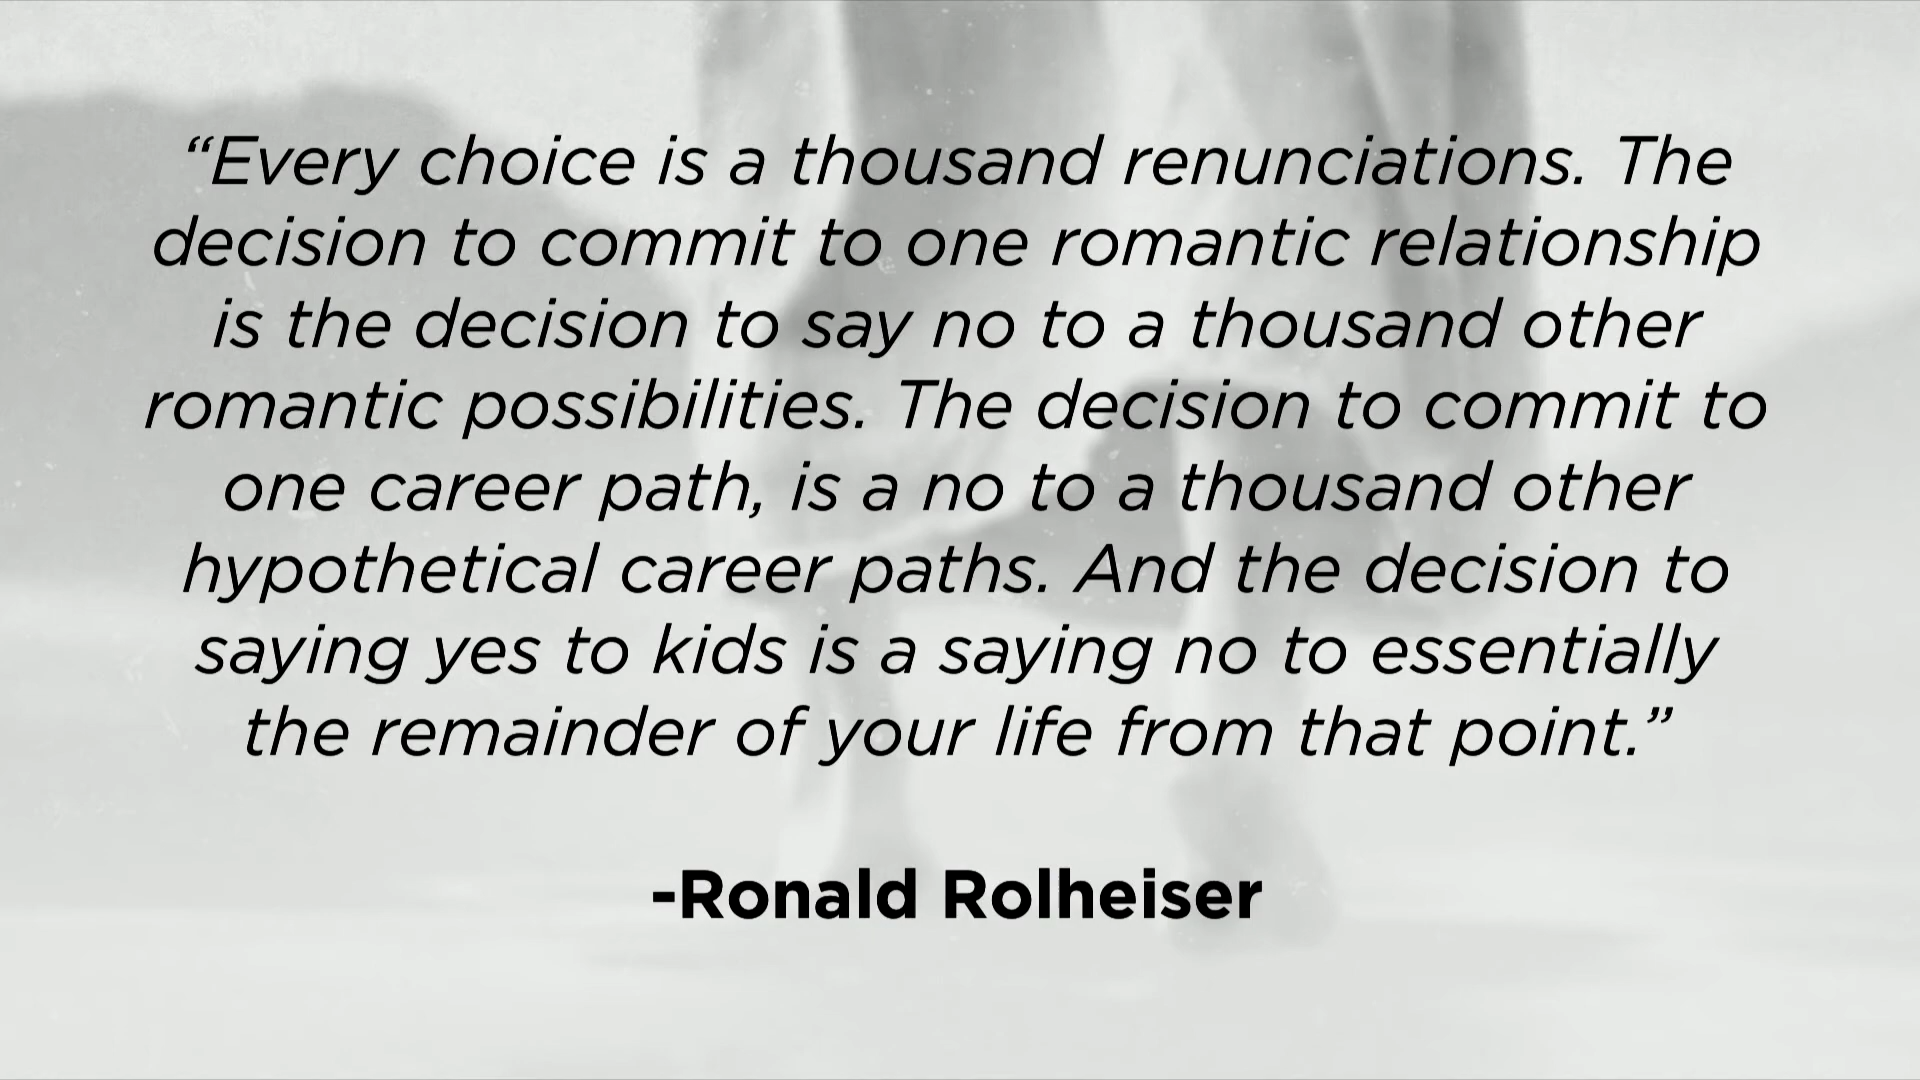 “Every choice is a thousand renunciations. The
decision to commit to one romantic relationship
is the decision to say no to a thousand other
romantic possibilities. The decision to commit to
one career path, is a no to a thousand other
hypothetical career paths. And the decision to
saying yes to kids is a saying no to essentially
the remainder of your life from that point.”
-Ronald Rolheiser